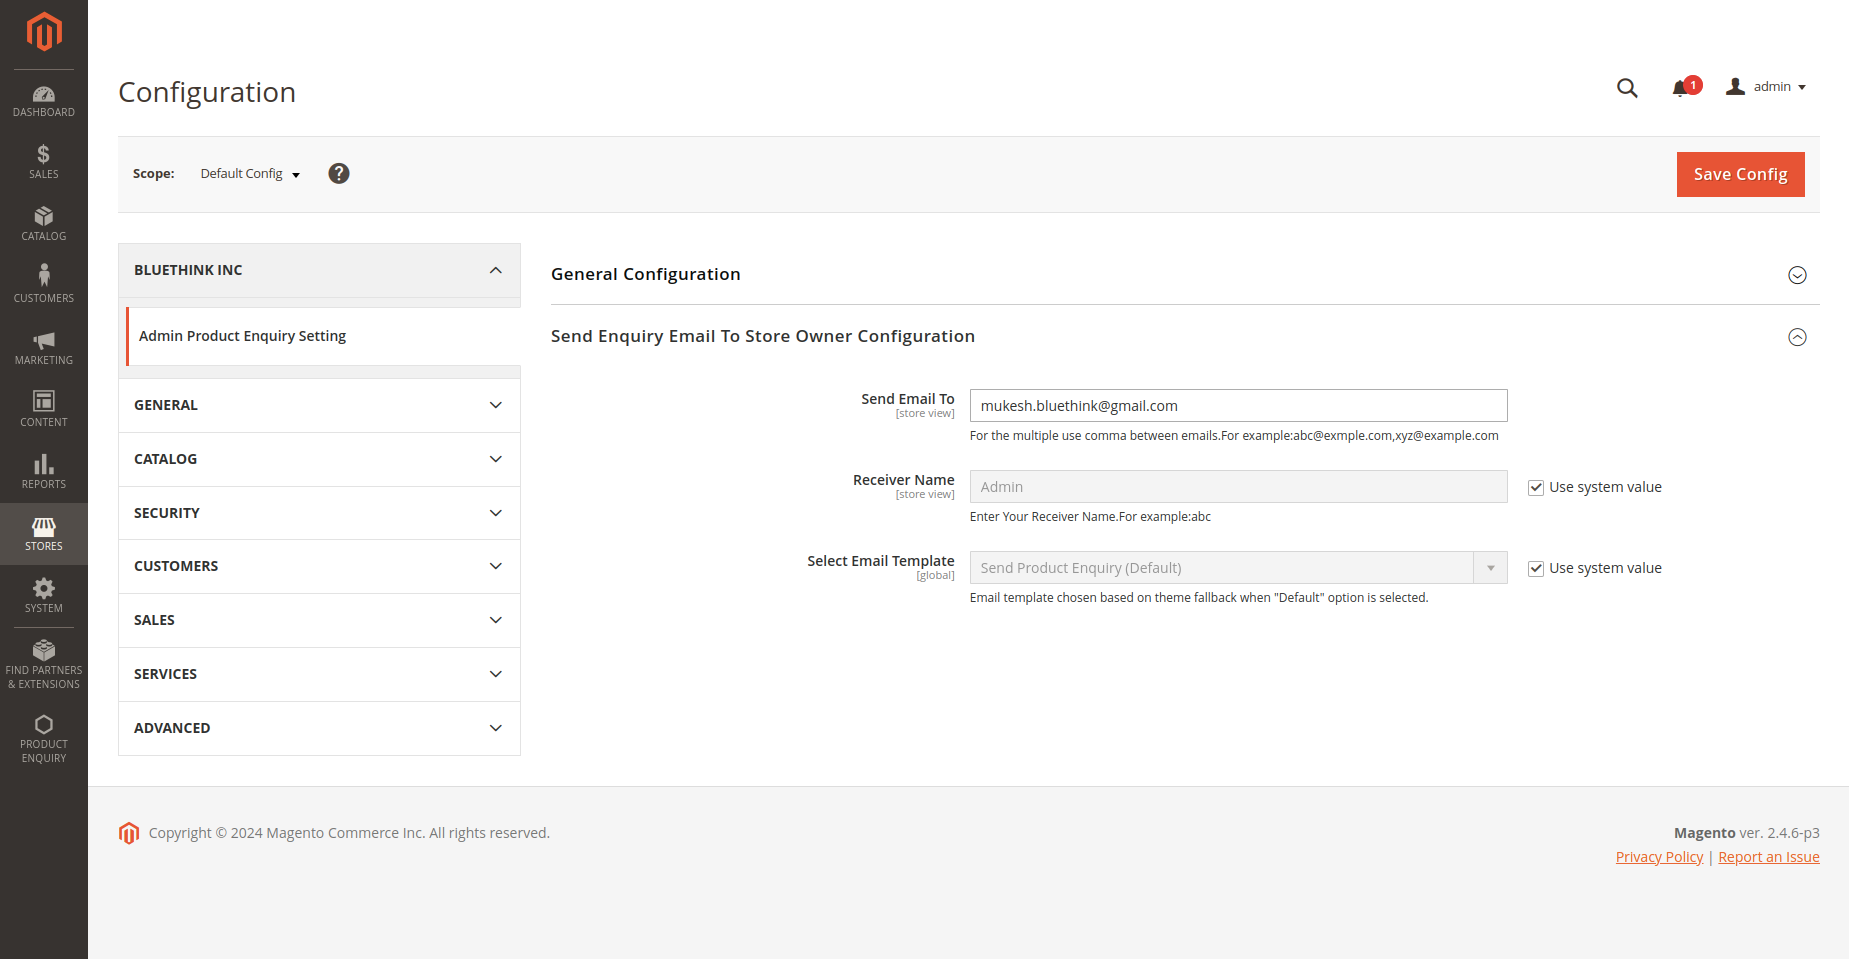 DASHBOARD
SALES
CATALOG
CUSTOMERS
MARKETING
CONTENT
REPORTS
STORES
SYSTEM
FIND PARTNERS
& EXTENSIONS
PRODUCT
ENQUIRY
Configuration
1
admin
Scope:
Default Config
?
Save Config
BLUETHINK INC
Admin Product Enquiry Setting
GENERAL
CATALOG
SECURITY
CUSTOMERS
SALES
SERVICES
ADVANCED
General Configuration
Send Enquiry Email To Store Owner Configuration
Send Email To
[store view]
mukesh.bluethink@gmail.com
For the multiple use comma between emails.For example:abc@exmple.com,xyz@example.com
Receiver Name
[store view]
Admin
Use system value
Enter Your Receiver Name.For example:abc
Select Email Template
[global]
Send Product Enquiry (Default)
Use system value
Email template chosen based on theme fallback when "Default" option is selected.
Copyright © 2024 Magento Commerce Inc. All rights reserved.
Magento ver. 2.4.6-p3
Privacy Policy | Report an Issue